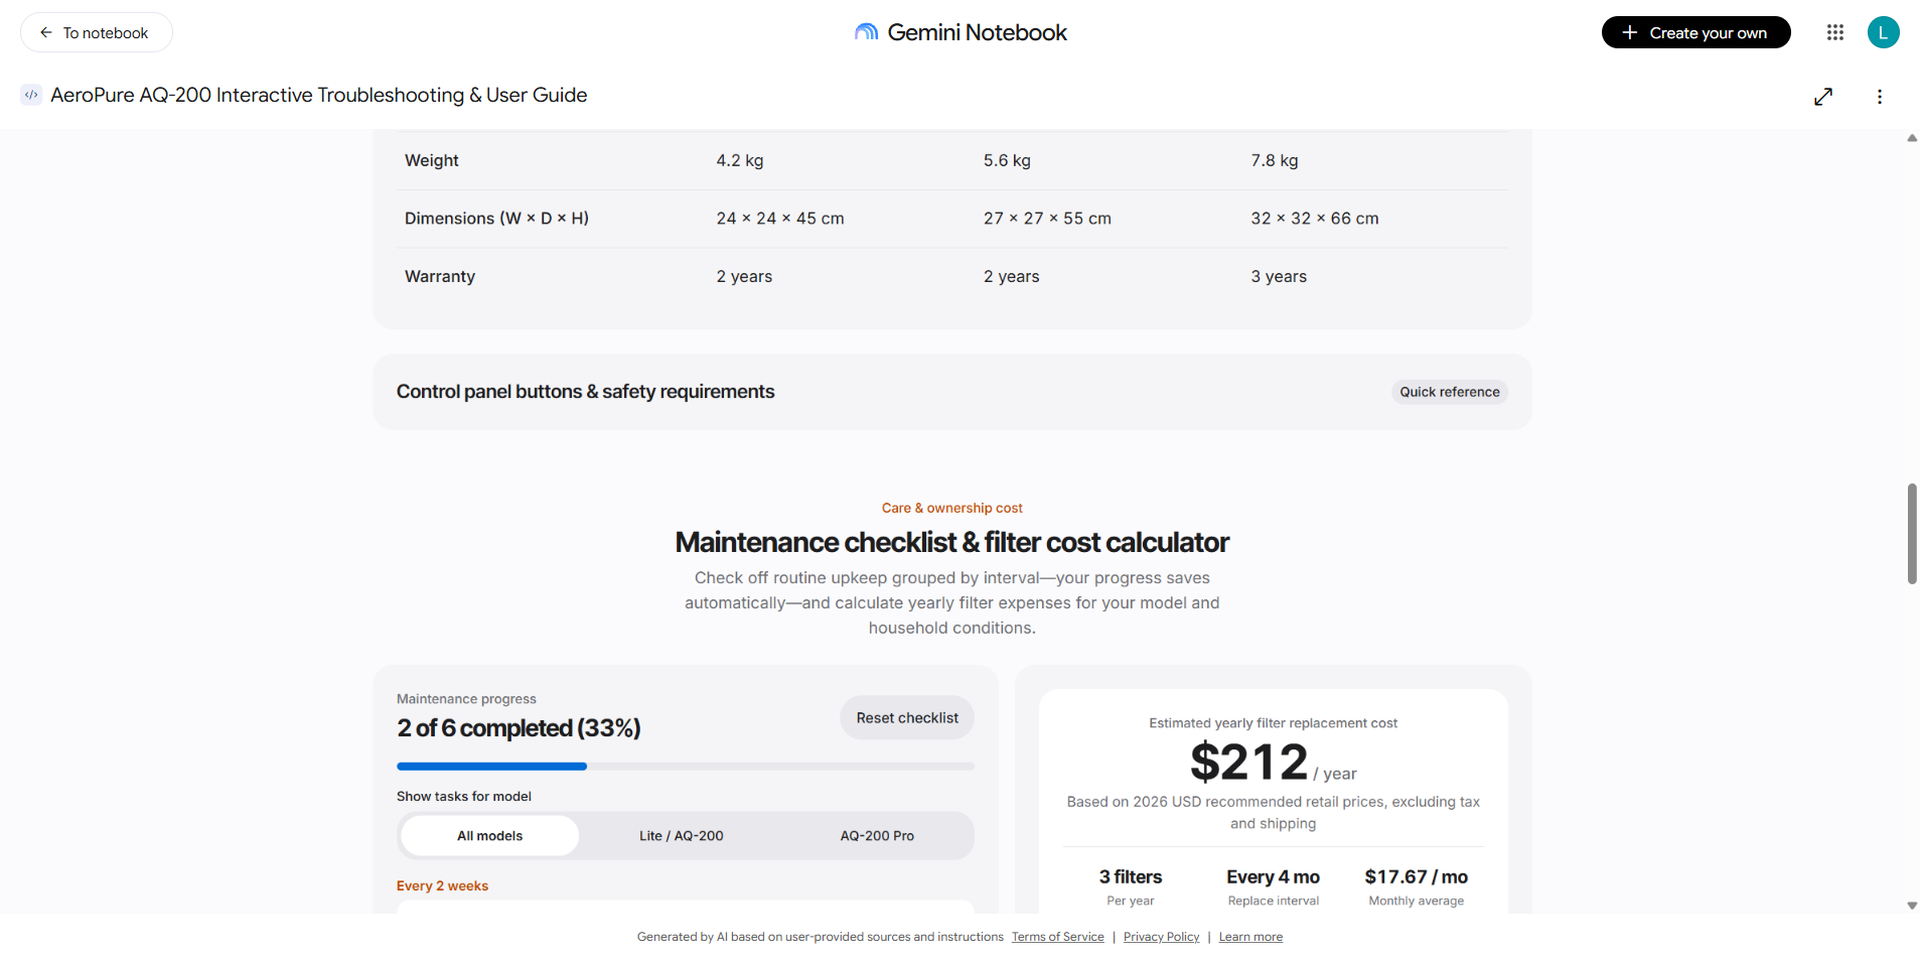 To notebook
Gemini Notebook
Create your own
L
</> AeroPure AQ-200 Interactive Troubleshooting & User Guide
Weight 4.2 kg 5.6 kg 7.8 kg
Dimensions (W × D × H) 24 × 24 × 45 cm 27 × 27 × 55 cm 32 × 32 × 66 cm
Warranty 2 years 2 years 3 years
Control panel buttons & safety requirements Quick reference
Care & ownership cost
Maintenance checklist & filter cost calculator
Check off routine upkeep grouped by interval—your progress saves
automatically—and calculate yearly filter expenses for your model and
household conditions.
Maintenance progress
2 of 6 completed (33%)
Reset checklist
Show tasks for model
All models Lite / AQ-200 AQ-200 Pro
Every 2 weeks
Estimated yearly filter replacement cost
$212 / year
Based on 2026 USD recommended retail prices, excluding tax
and shipping
3 filters Every 4 mo $17.67 / mo
Per year Replace interval Monthly average
Generated by AI based on user-provided sources and instructions Terms of Service | Privacy Policy | Learn more